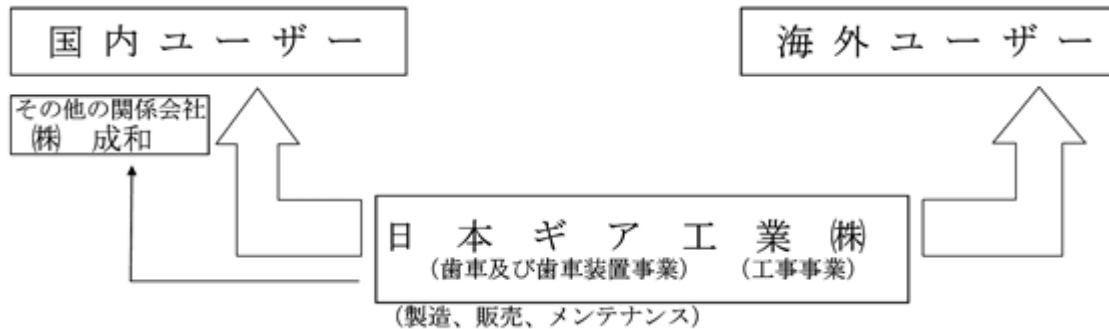 国内ユーザー
海外ユーザー
その他の関係会社
㈱ 成和
日本ギア工業㈱
(歯車及び歯車装置事業) (工事事業)
(製造、販売、メンテナンス)